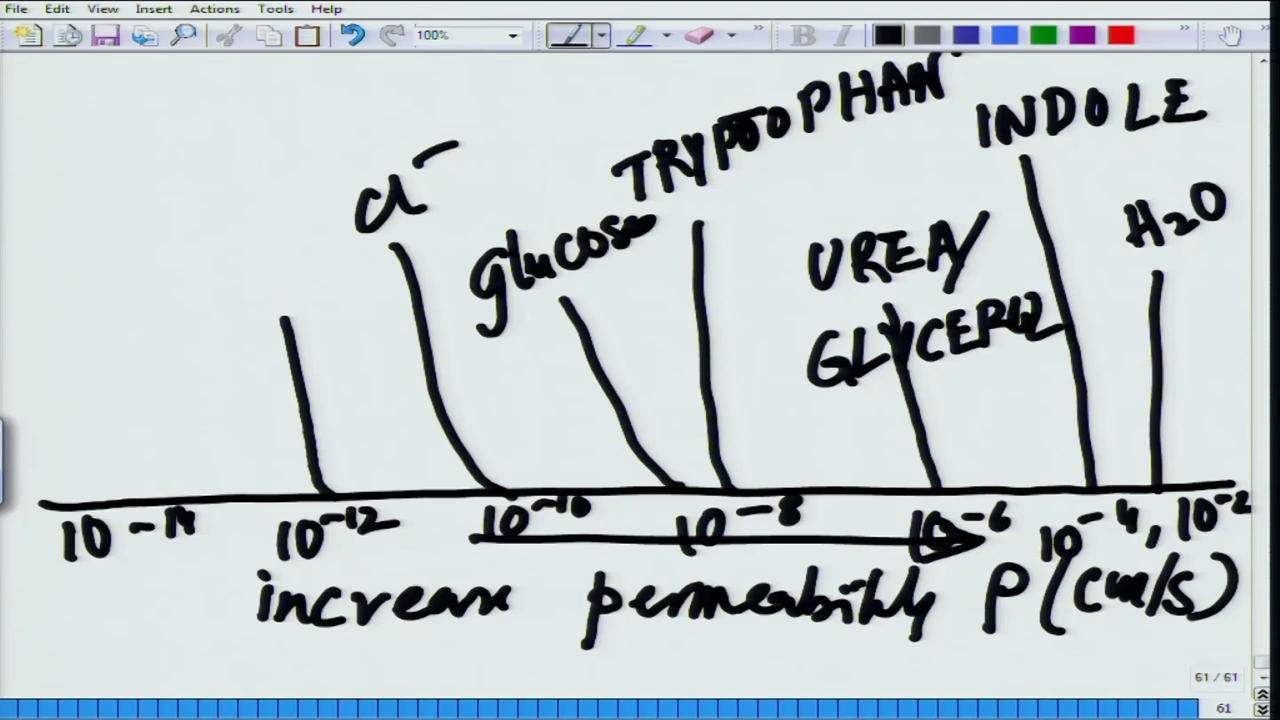 File Edit View Insert Actions Tools Help
100%
B I
TRYPTOPHAN
INDOLE
Cl⁻
H₂O
glucose
UREA/
GLYCEROL
10⁻¹⁴ 10⁻¹² 10⁻¹⁰ 10⁻⁸ 10⁻⁶ 10⁻⁴, 10⁻²
increase permeability P(cm/s)
61 / 61
61